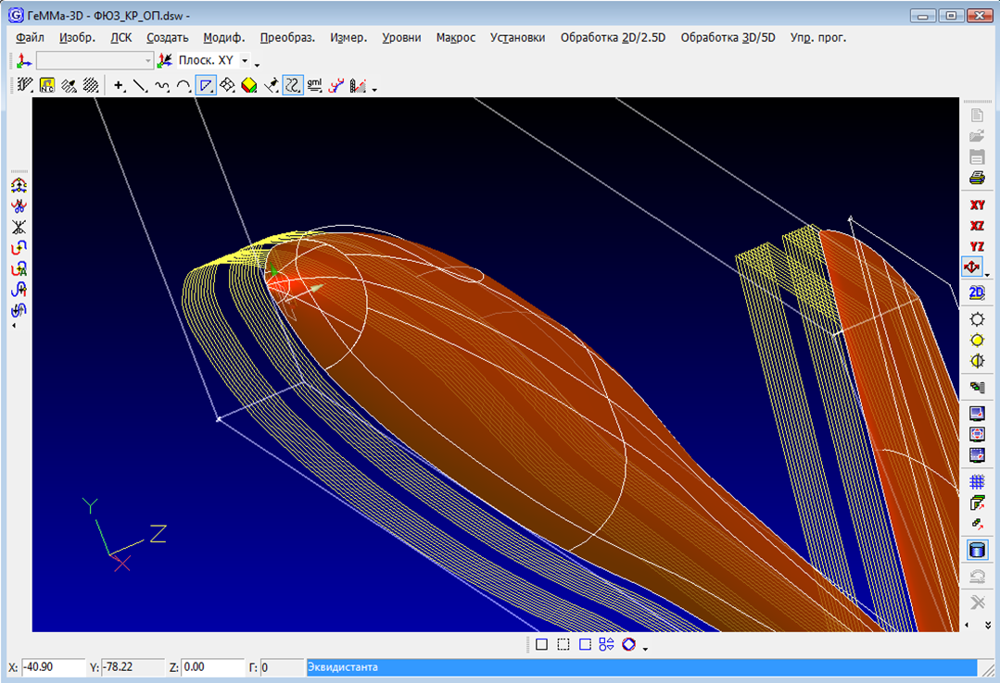 ГеММа-3D - ФЮЗ_КР_ОП.dsw -
Файл Изобр. ЛСК Создать Модиф. Преобраз. Измер. Уровни Макрос Установки Обработка 2D/2.5D Обработка 3D/5D Упр. прог.
Плоск. XY
N.C
gml
XY
XZ
YZ
2D
Y
Z
X
X: -40.90 Y: -78.22 Z: 0.00 Г: 0 Эквидистанта